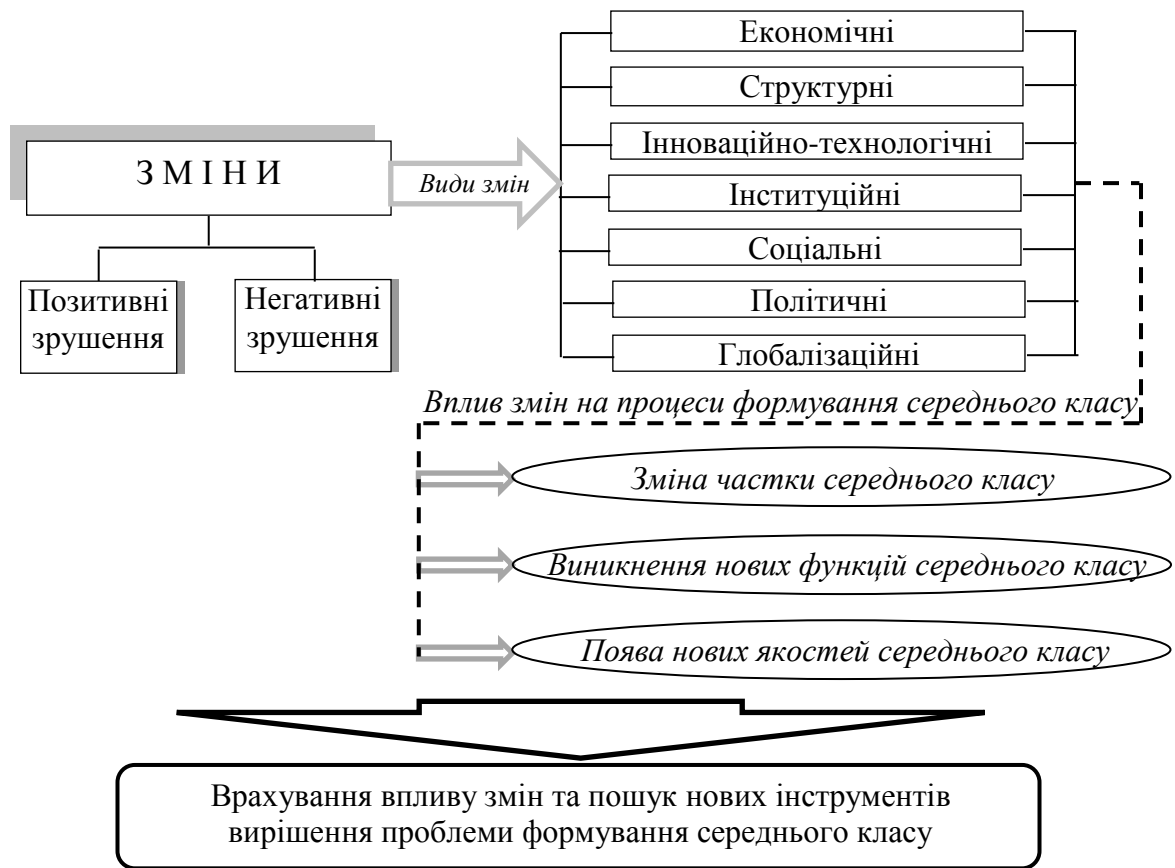 Економічні
Структурні
Інноваційно-технологічні
Інституційні
Соціальні
Політичні
Глобалізаційні
З М І Н И
Види змін
Позитивні
зрушення
Негативні
зрушення
Вплив змін на процеси формування середнього класу
Зміна частки середнього класу
Виникнення нових функцій середнього класу
Поява нових якостей середнього класу
Врахування впливу змін та пошук нових інструментів
вирішення проблеми формування середнього класу